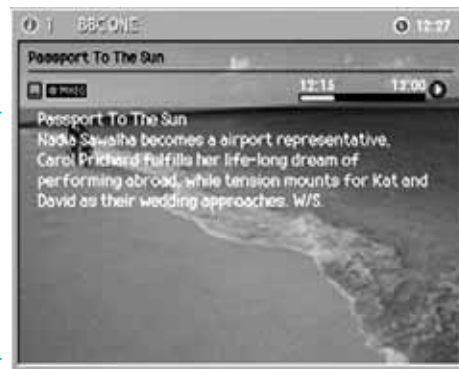 1 BBC ONE 12:27
Passport To The Sun
12:15 13:00
Passport To The Sun
Nadia Sawalha becomes a airport representative,
Carol Prichard fulfills her life-long dream of
performing abroad, while tension mounts for Kat and
David as their wedding approaches. W/S.